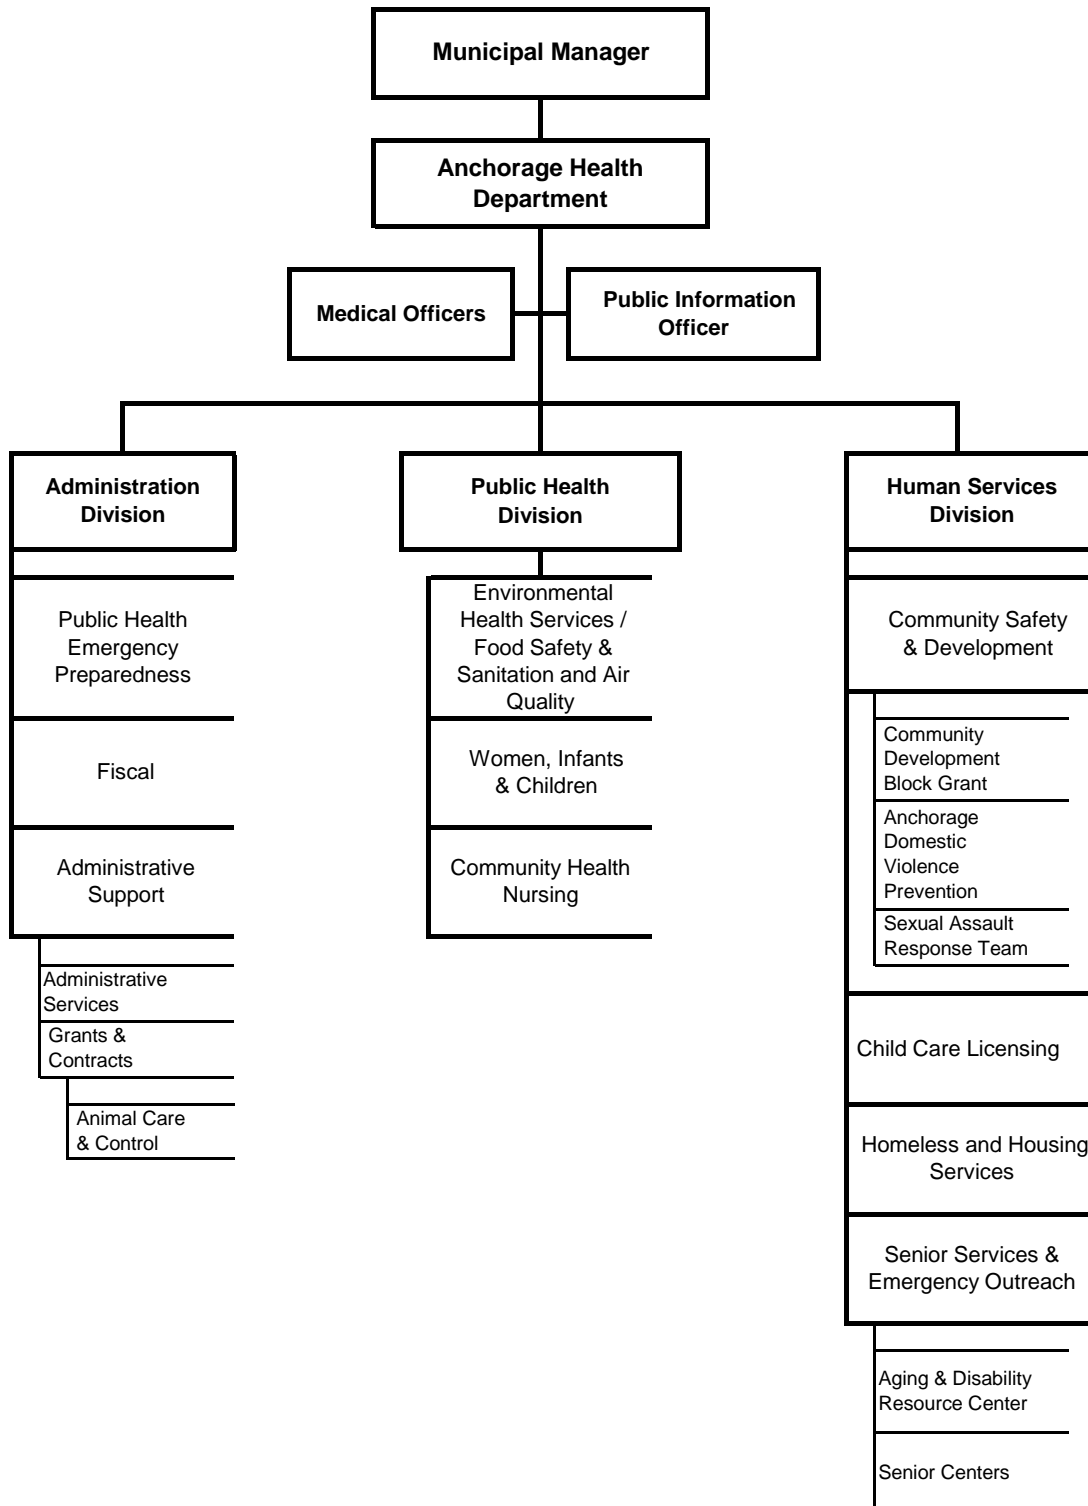 Municipal Manager
Anchorage Health
Department
Medical Officers
Public Information
Officer
Administration
Division
Public Health
Emergency
Preparedness
Fiscal
Administrative
Support
Administrative
Services
Grants &
Contracts
Animal Care
& Control
Public Health
Division
Environmental
Health Services /
Food Safety &
Sanitation and Air
Quality
Women, Infants
& Children
Community Health
Nursing
Human Services
Division
Community Safety
& Development
Community
Development
Block Grant
Anchorage
Domestic
Violence
Prevention
Sexual Assault
Response Team
Child Care Licensing
Homeless and Housing
Services
Senior Services &
Emergency Outreach
Aging & Disability
Resource Center
Senior Centers